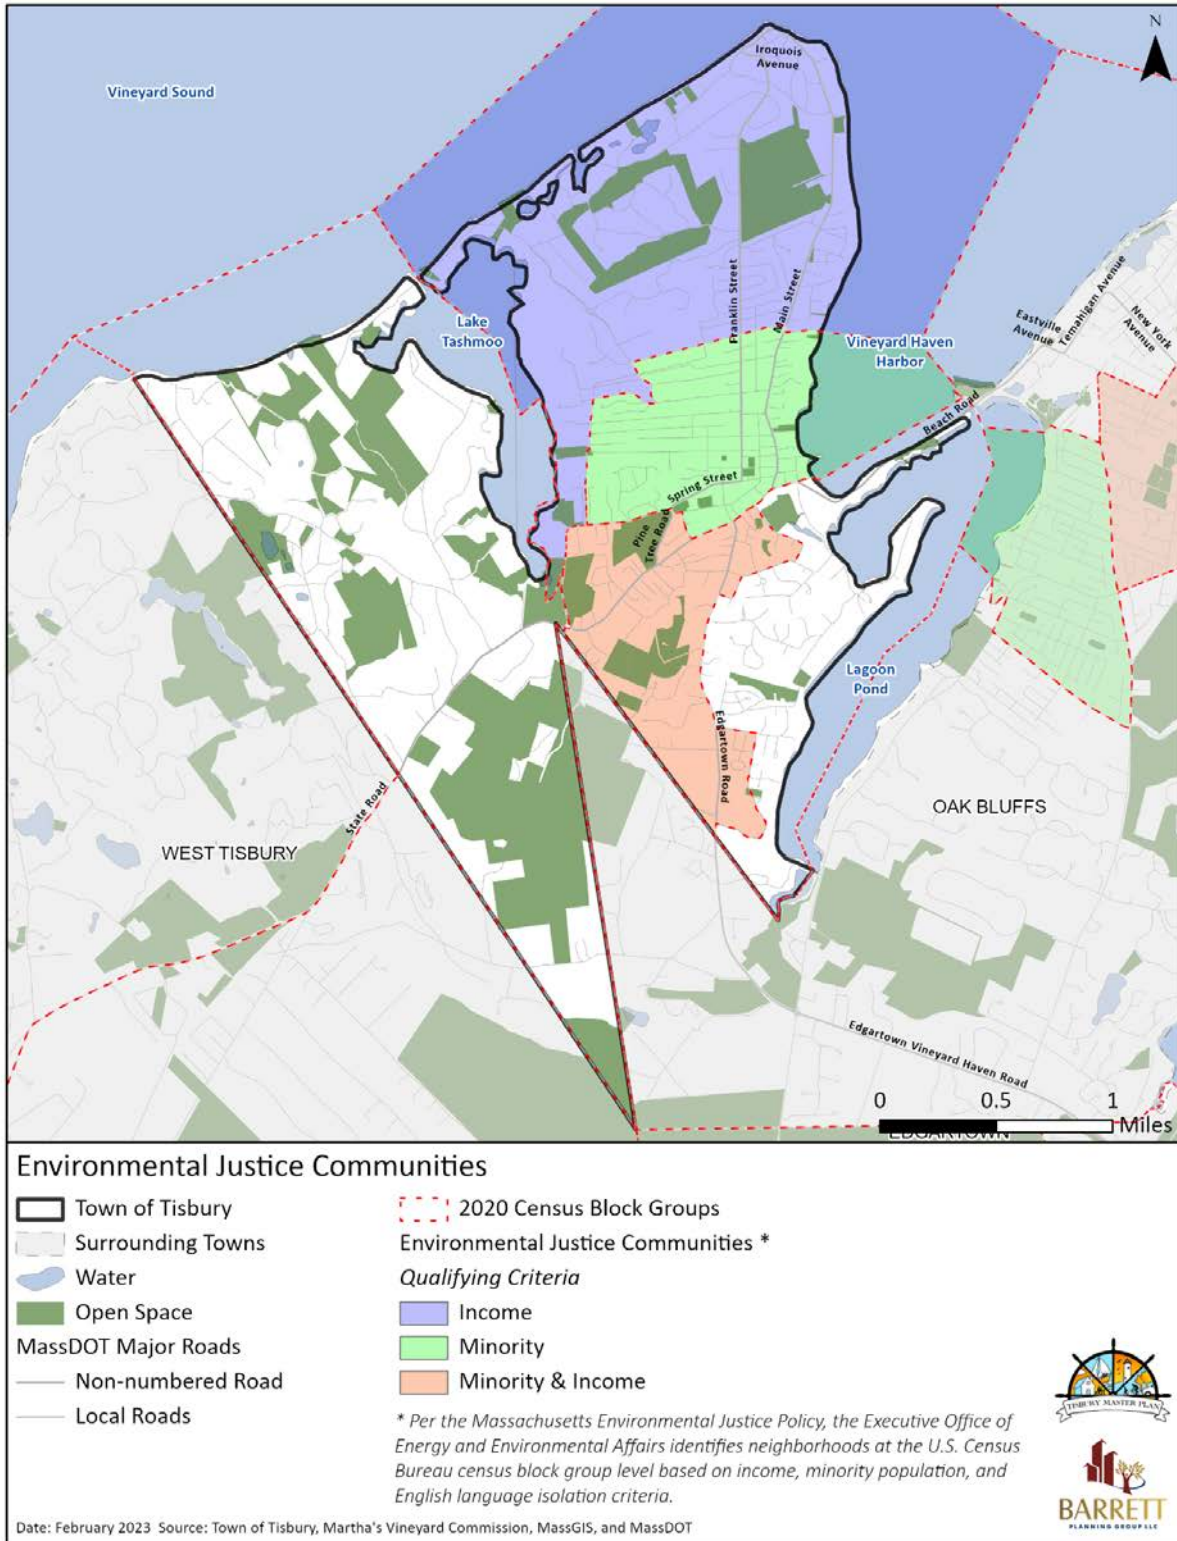 N
Iroquois
Avenue
Vineyard Sound
Franklin Street
Main Street
Lake
Tashmoo
Vineyard Haven
Harbor
Eastville
Avenue
Temahigan Avenue
New York
Avenue
Beach Road
Spring Street
Pine
Tree Road
Lagoon
Pond
Edgartown Road
OAK BLUFFS
State Road
WEST TISBURY
Edgartown Vineyard Haven Road
0 0.5 1
Miles
EDGARTOWN
Environmental Justice Communities
Town of Tisbury
Surrounding Towns
Water
Open Space
MassDOT Major Roads
Non-numbered Road
Local Roads
2020 Census Block Groups
Environmental Justice Communities *
Qualifying Criteria
Income
Minority
Minority & Income
* Per the Massachusetts Environmental Justice Policy, the Executive Office of
Energy and Environmental Affairs identifies neighborhoods at the U.S. Census
Bureau census block group level based on income, minority population, and
English language isolation criteria.
TISBURY MASTER PLAN
BARRETT
PLANNING GROUP LLC
Date: February 2023 Source: Town of Tisbury, Martha's Vineyard Commission, MassGIS, and MassDOT